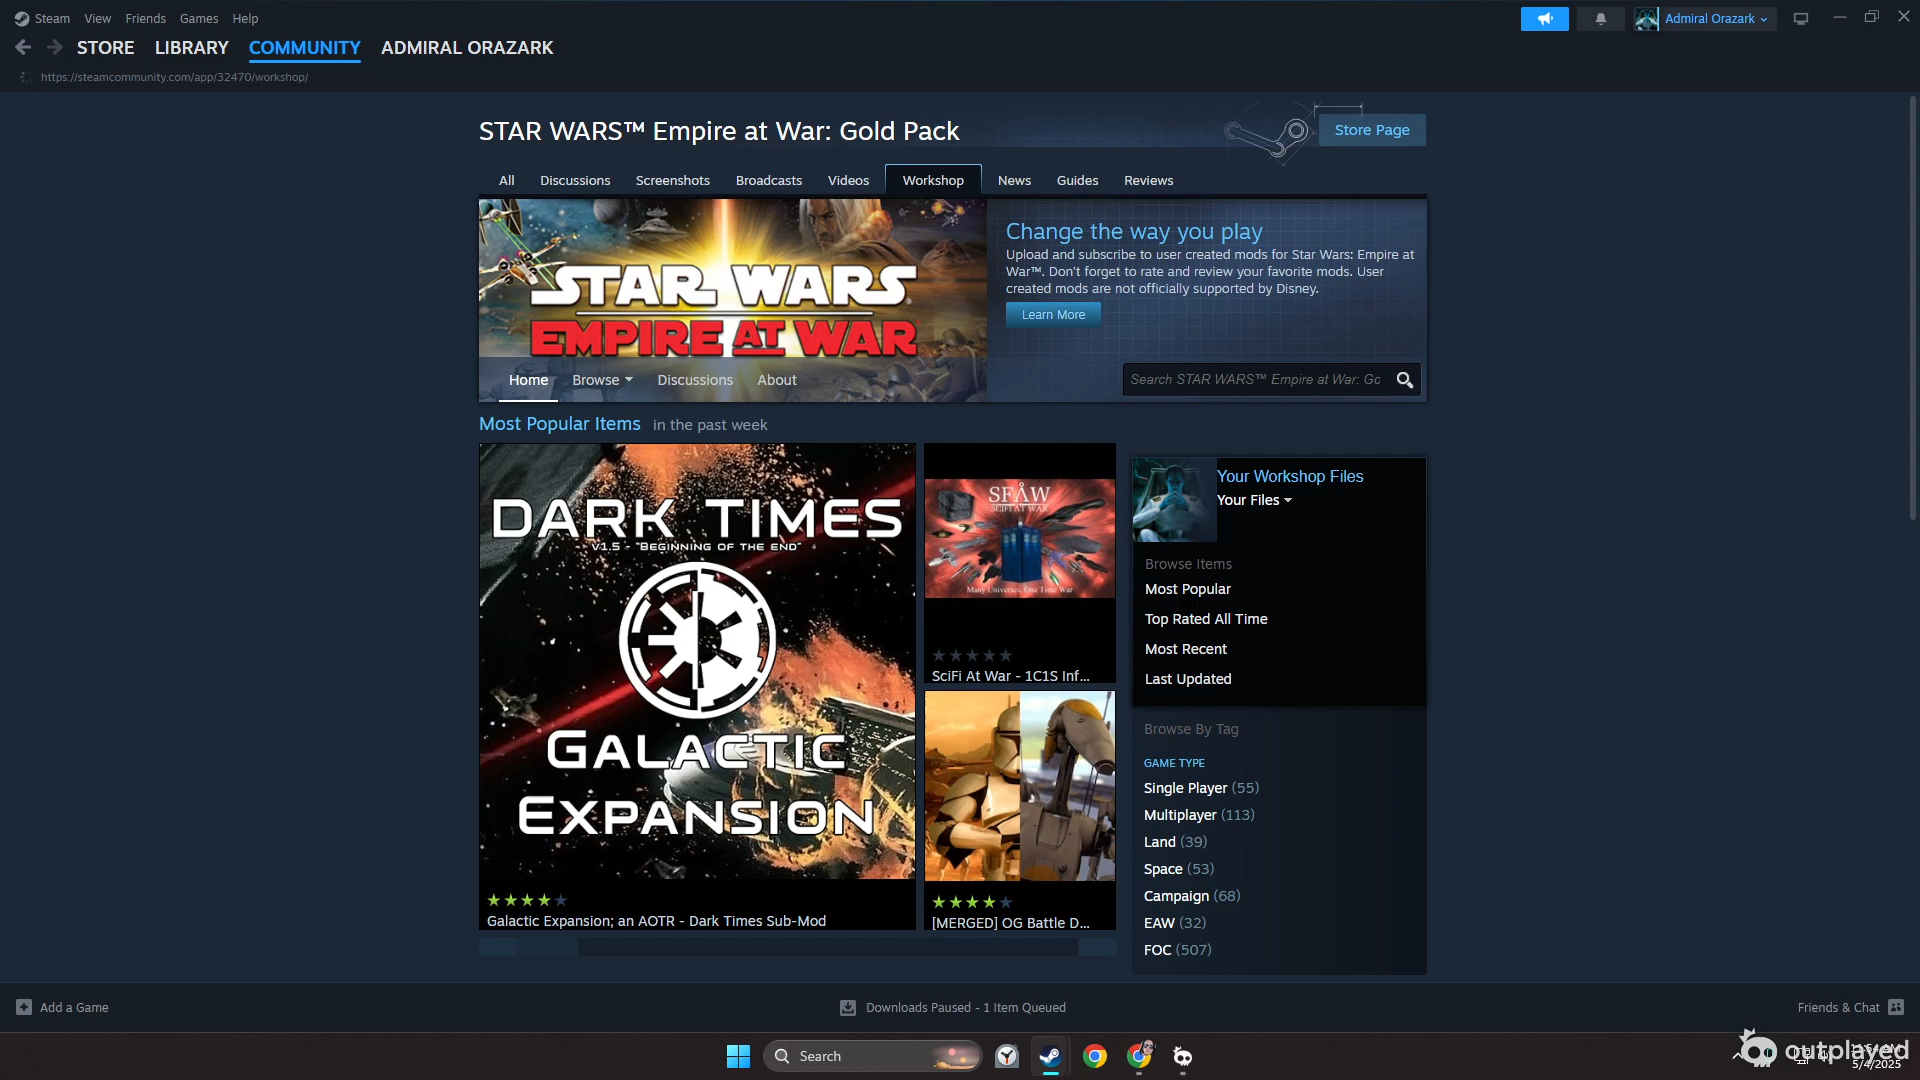 Steam View Friends Games Help
Admiral Orazark
STORE LIBRARY COMMUNITY ADMIRAL ORAZARK
https://steamcommunity.com/app/32470/workshop/
STAR WARS™ Empire at War: Gold Pack
Store Page
All Discussions Screenshots Broadcasts Videos Workshop News Guides Reviews
STAR WARS
EMPIRE AT WAR
Change the way you play
Upload and subscribe to user created mods for Star Wars: Empire at
War™. Don't forget to rate and review your favorite mods. User
created mods are not officially supported by Disney.
Learn More
Home Browse Discussions About
Search STAR WARS™ Empire at War: Go
Most Popular Items in the past week
DARK TIMES
V1.5 - "BEGINNING OF THE END"
GALACTIC
EXPANSION
Galactic Expansion; an AOTR - Dark Times Sub-Mod
SFÅW
SCIFI AT WAR
Many Universes, One Time War
SciFi At War - 1C1S Inf...
[MERGED] OG Battle D...
Your Workshop Files
Your Files
Browse Items
Most Popular
Top Rated All Time
Most Recent
Last Updated
Browse By Tag
GAME TYPE
Single Player (55)
Multiplayer (113)
Land (39)
Space (53)
Campaign (68)
EAW (32)
FOC (507)
Add a Game
Downloads Paused - 1 Item Queued
Friends & Chat
Search
outplayed
5/4/2025